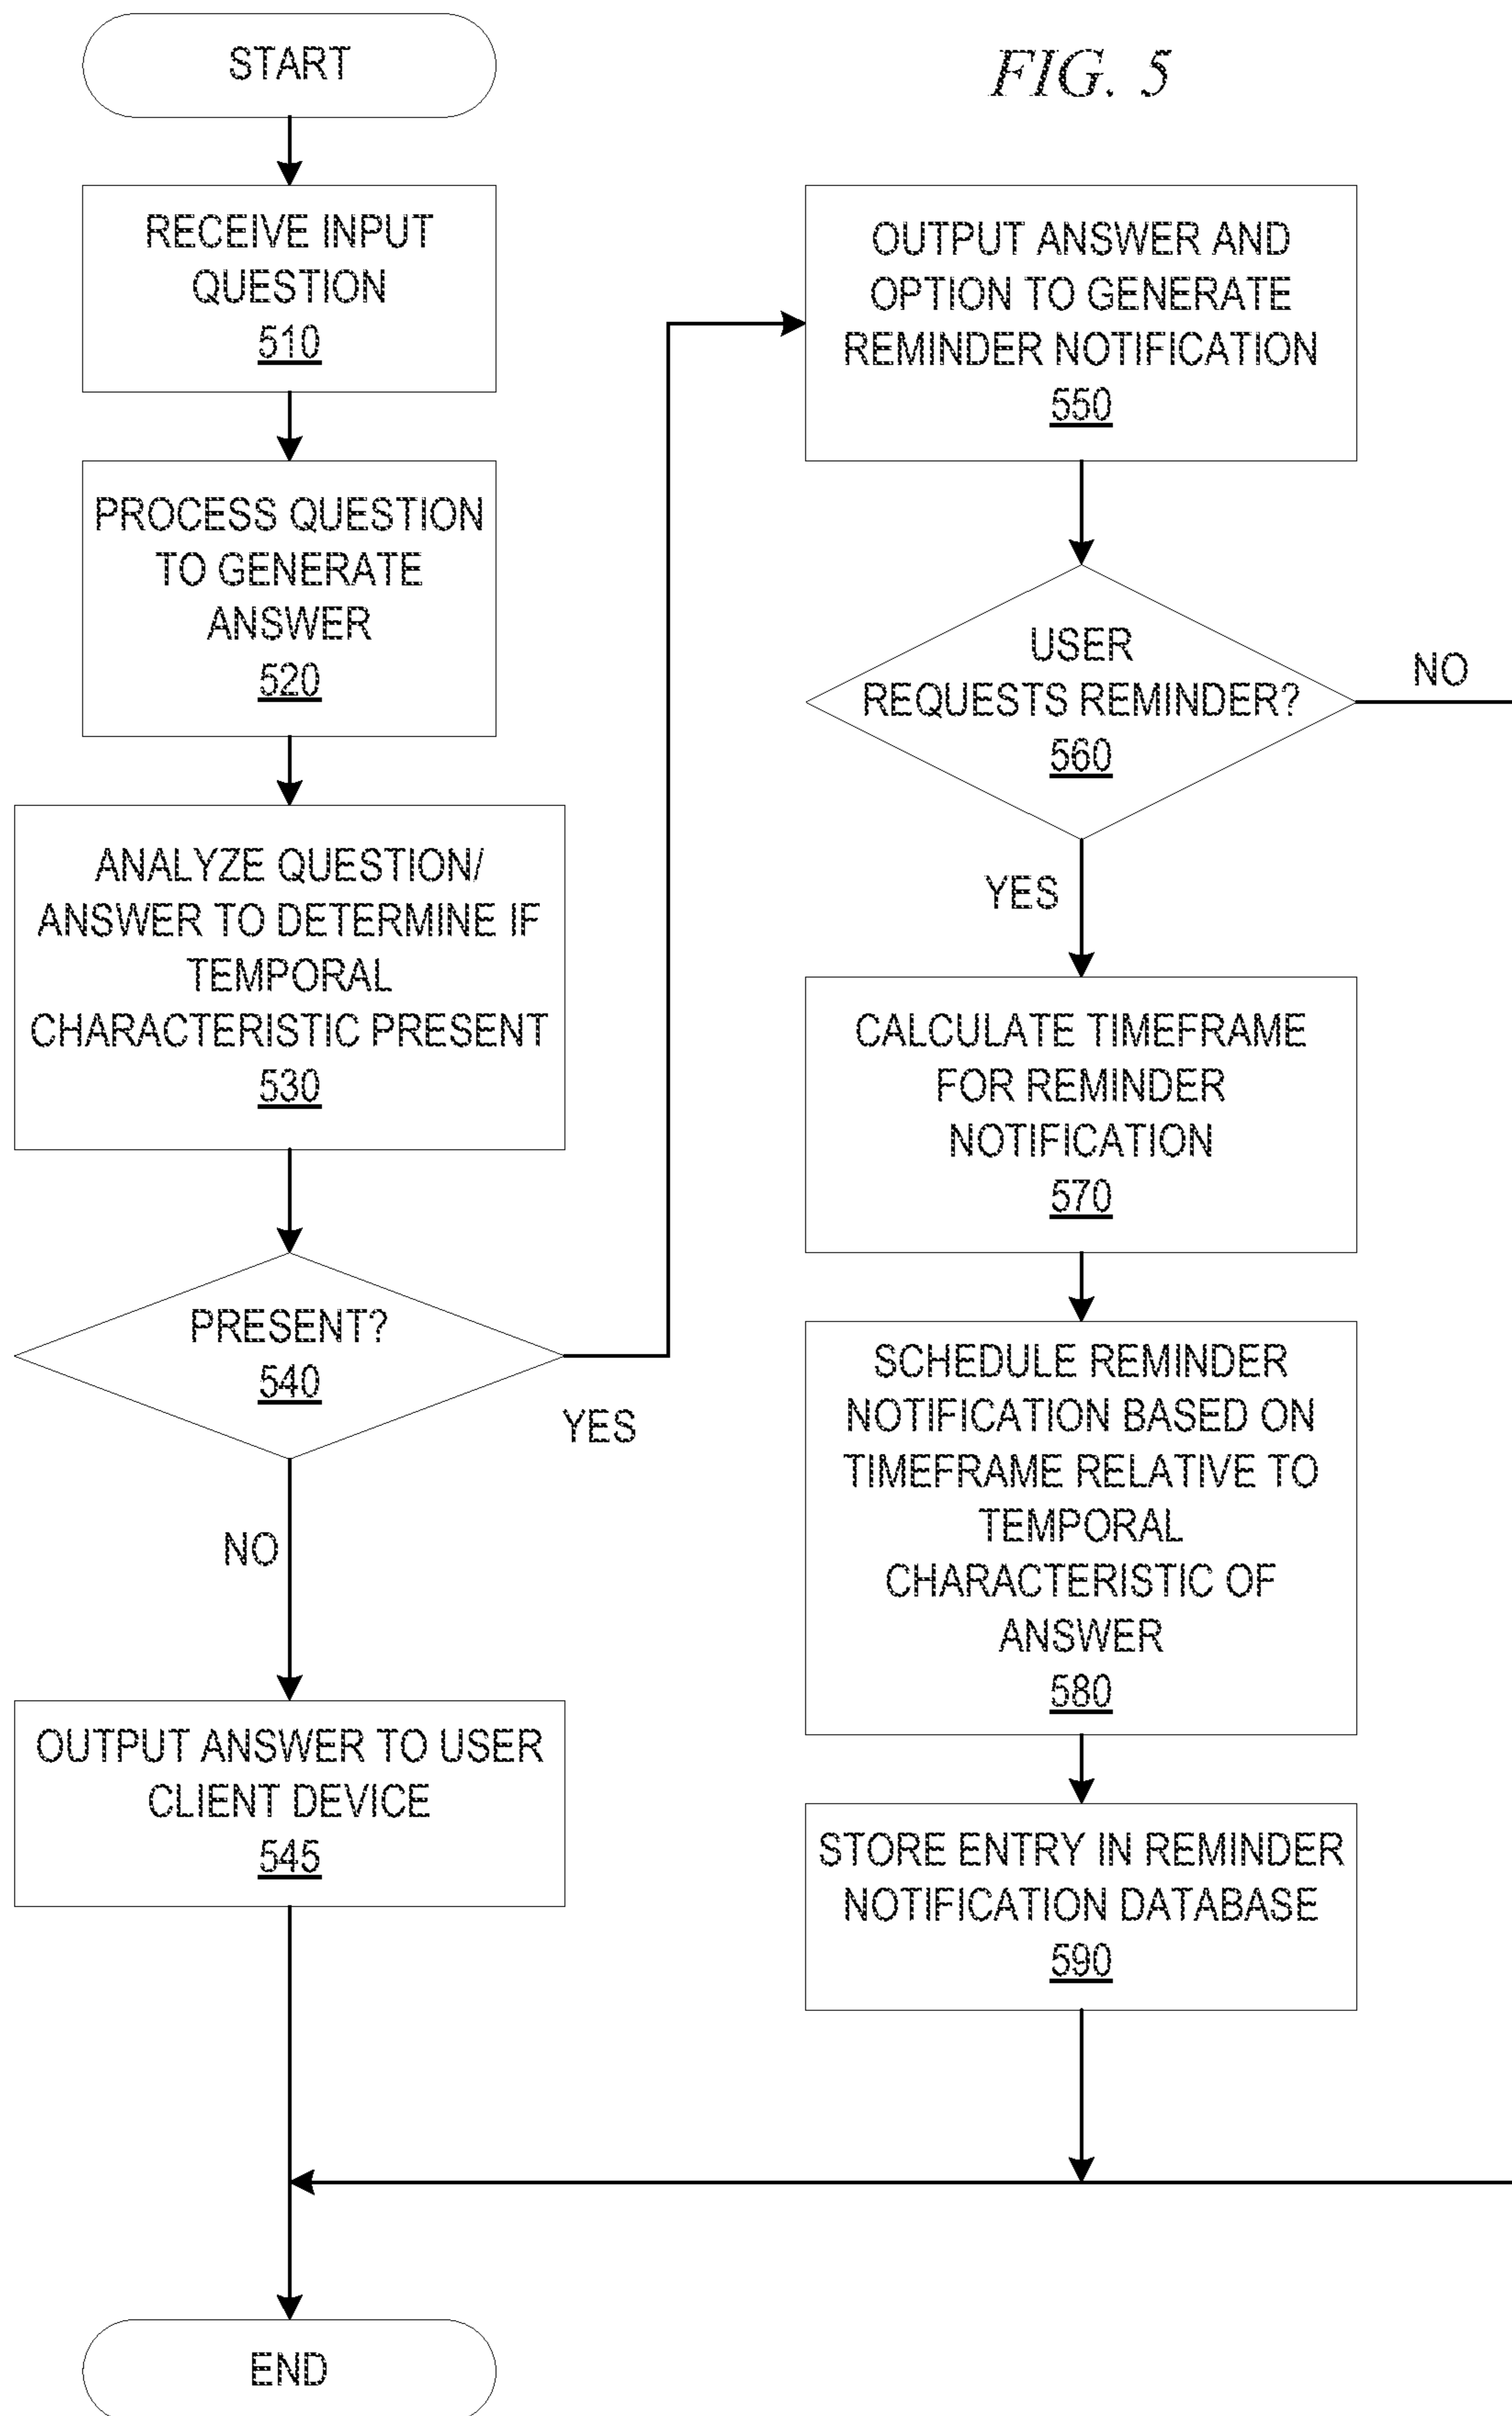 FIG. 5
START
RECEIVE INPUT
QUESTION
510
PROCESS QUESTION
TO GENERATE
ANSWER
520
ANALYZE QUESTION/
ANSWER TO DETERMINE IF
TEMPORAL
CHARACTERISTIC PRESENT
530
PRESENT?
540
YES
NO
OUTPUT ANSWER TO USER
CLIENT DEVICE
545
OUTPUT ANSWER AND
OPTION TO GENERATE
REMINDER NOTIFICATION
550
USER
REQUESTS REMINDER?
560
NO
YES
CALCULATE TIMEFRAME
FOR REMINDER
NOTIFICATION
570
SCHEDULE REMINDER
NOTIFICATION BASED ON
TIMEFRAME RELATIVE TO
TEMPORAL
CHARACTERISTIC OF
ANSWER
580
STORE ENTRY IN REMINDER
NOTIFICATION DATABASE
590
END